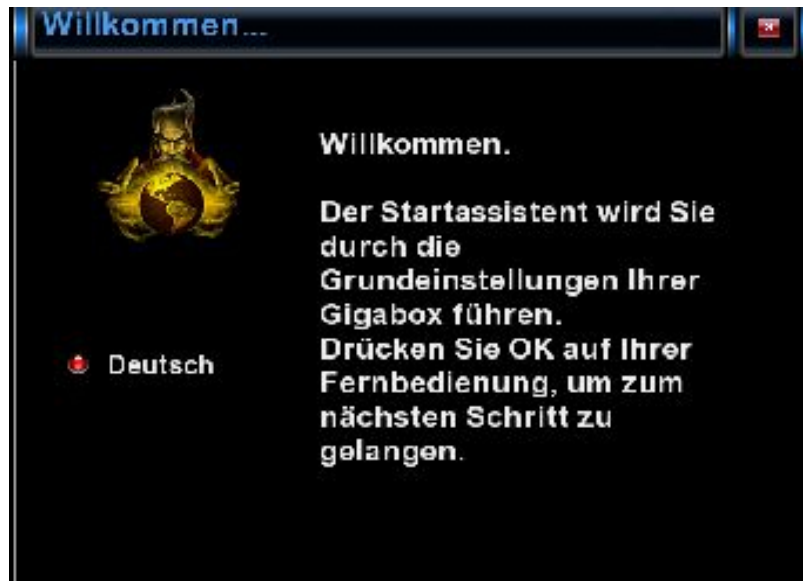 Willkommen...
Willkommen.
Der Startassistent wird Sie
durch die
Grundeinstellungen Ihrer
Gigabox führen.
Drücken Sie OK auf Ihrer
Fernbedienung, um zum
nächsten Schritt zu
gelangen.
Deutsch